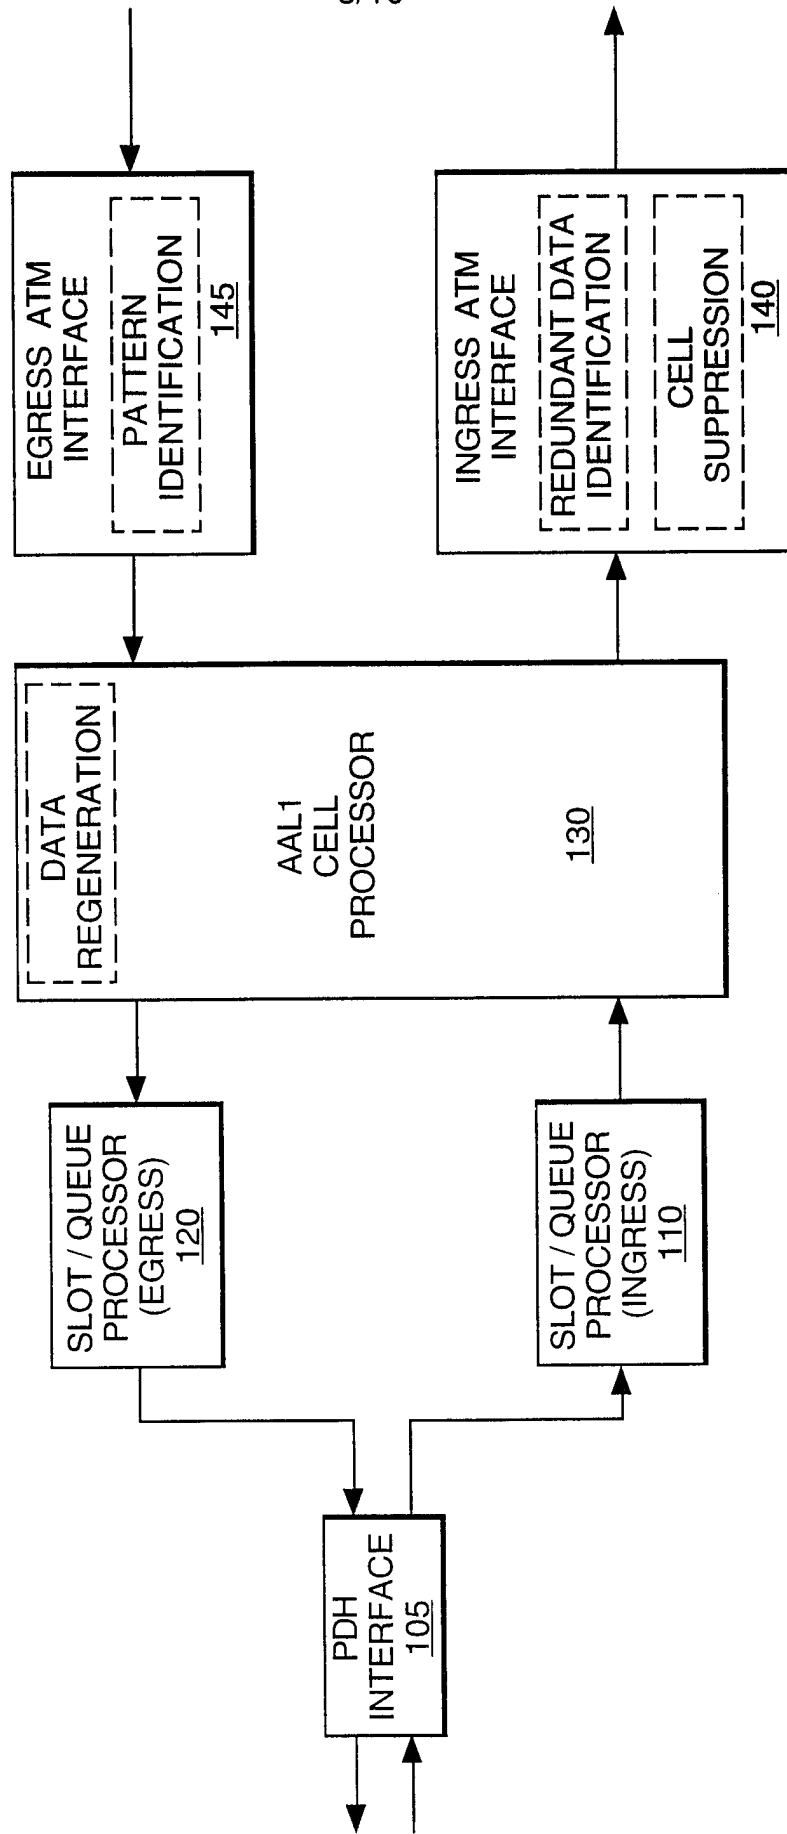 EGRESS ATM
INTERFACE
PATTERN
IDENTIFICATION
145
INGRESS ATM
INTERFACE
REDUNDANT DATA
IDENTIFICATION
CELL
SUPPRESSION
140
DATA
REGENERATION
AAL1
CELL
PROCESSOR
130
SLOT / QUEUE
PROCESSOR
(EGRESS)
120
SLOT / QUEUE
PROCESSOR
(INGRESS)
110
PDH
INTERFACE
105